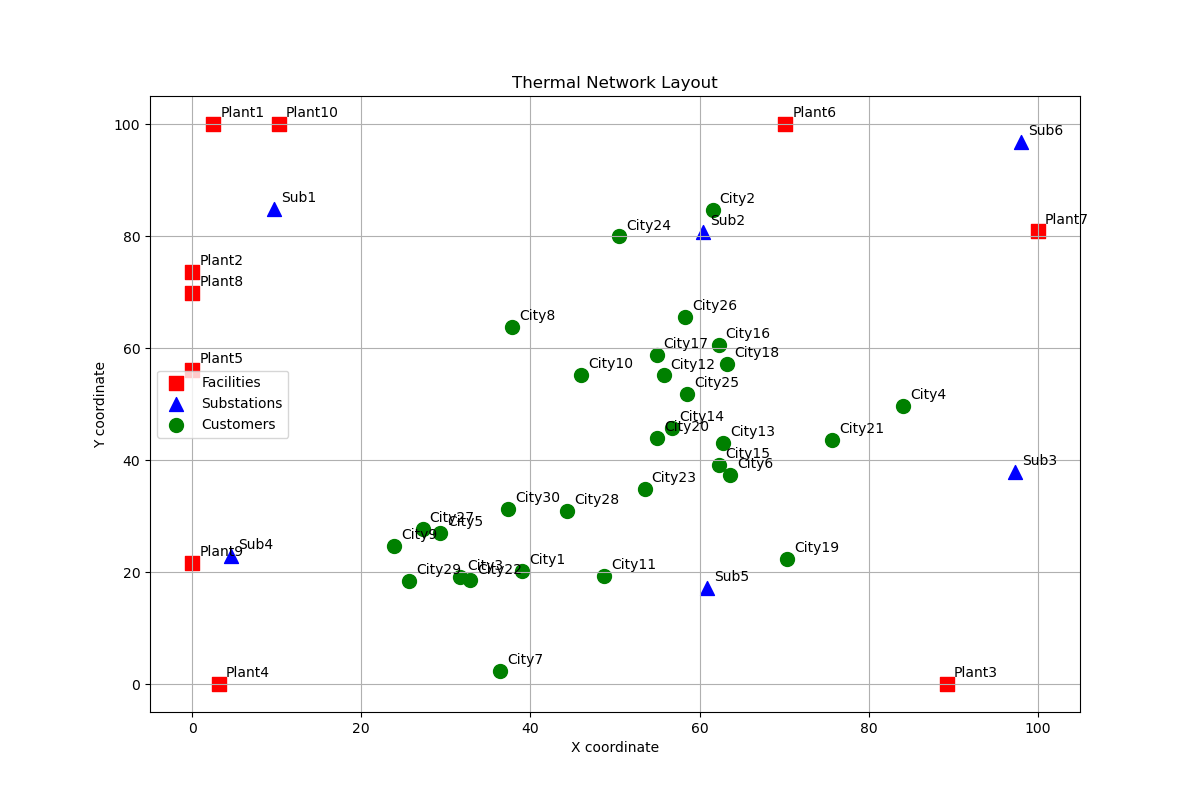 Thermal Network Layout
Plant1
Plant10
Plant6
100
Sub6
Sub1
City2
Plant7
City24
Sub2
80
Plant2
Plant8
City26
City8
City16
City17
City18
60
Plant5
City10
City12
City25
Facilities
Substations
Customers
City4
City14
City20
City13
City21
Y coordinate
40
City15
City6
Sub3
City23
City30
City28
City27
City5
City9
Sub4
Plant9
City19
City1
City11
City3
City22
City29
20
Sub5
City7
Plant4
Plant3
0
0
20
40
60
80
100
X coordinate